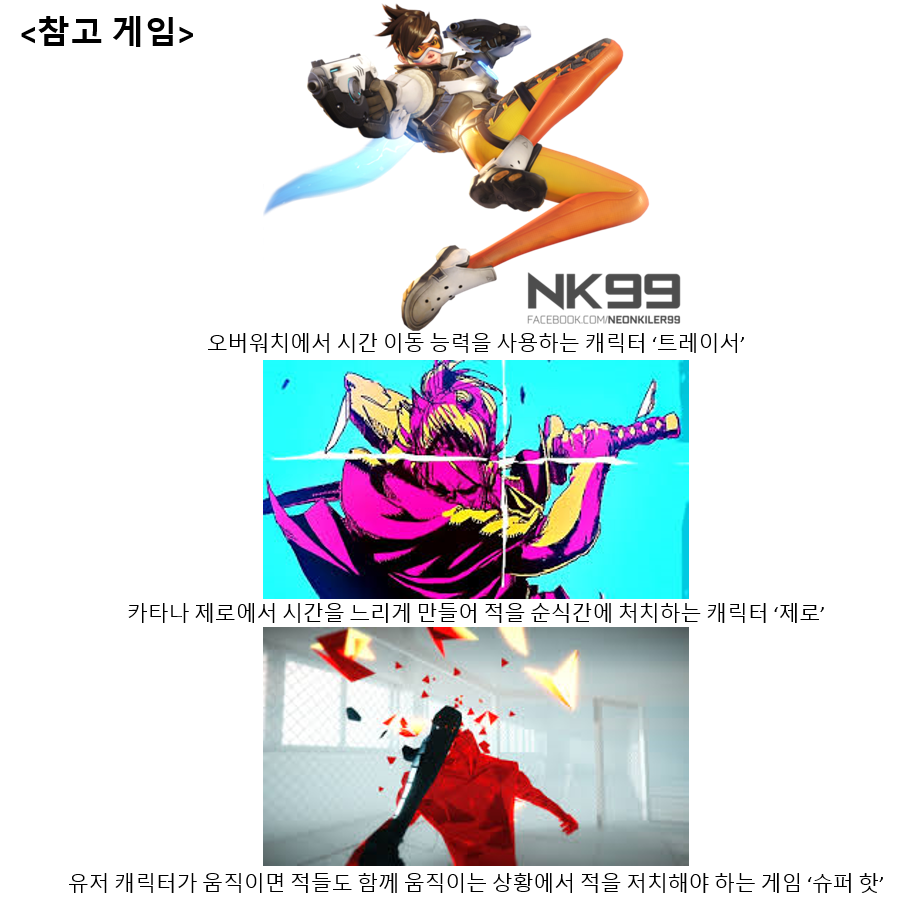 <참고 게임>
NK99
FACEBOOK.COM/NEONKILER99
오버워치에서 시간 이동 능력을 사용하는 캐릭터 ‘트레이서’
카타나 제로에서 시간을 느리게 만들어 적을 순식간에 처치하는 캐릭터 ‘제로’
유저 캐릭터가 움직이면 적들도 함께 움직이는 상황에서 적을 저치해야 하는 게임 ‘슈퍼 핫’